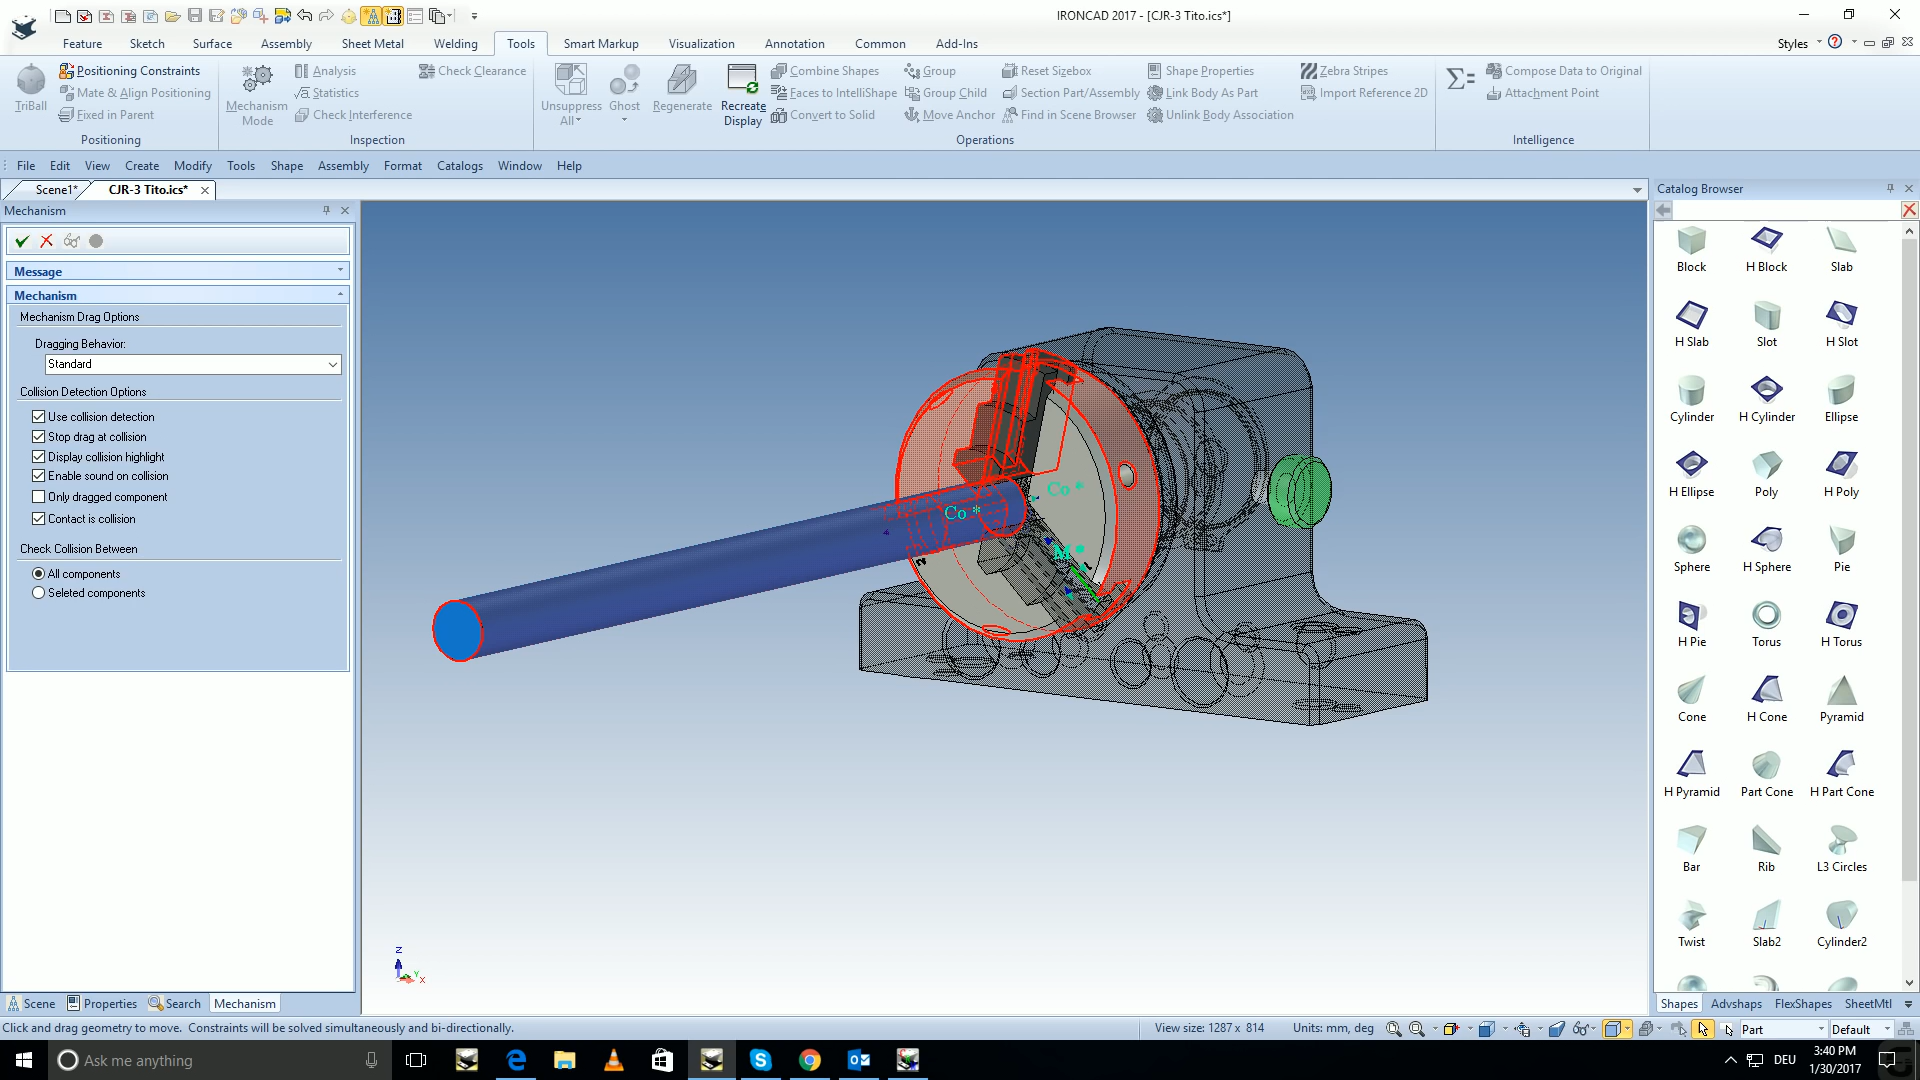 IRONCAD 2017 - [CJR-3 Tito.ics*]
Feature Sketch Surface Assembly Sheet Metal Welding Tools Smart Markup Visualization Annotation Common Add-Ins Styles
Positioning Constraints Analysis Check Clearance Combine Shapes Group Reset Sizebox Shape Properties Zebra Stripes Compose Data to Original
Mate & Align Positioning Statistics Faces to IntelliShape Group Child Section Part/Assembly Link Body As Part Import Reference 2D Attachment Point
TriBall Mechanism Mode Unsuppress All Ghost Regenerate Recreate Display
Fixed in Parent Check Interference Convert to Solid Move Anchor Find in Scene Browser Unlink Body Association
Positioning Inspection Operations Intelligence
File Edit View Create Modify Tools Shape Assembly Format Catalogs Window Help
Scene1* CJR-3 Tito.ics*
Catalog Browser
Mechanism
Message
Mechanism
Mechanism Drag Options
Dragging Behavior:
Standard
Collision Detection Options
Use collision detection
Stop drag at collision
Display collision highlight
Enable sound on collision
Only dragged component
Contact is collision
Check Collision Between
All components
Seleted components
Co *
Co *
M *
Z
Y
X
Block H Block Slab
H Slab Slot H Slot
Cylinder H Cylinder Ellipse
H Ellipse Poly H Poly
Sphere H Sphere Pie
H Pie Torus H Torus
Cone H Cone Pyramid
H Pyramid Part Cone H Part Cone
Bar Rib L3 Circles
Twist Slab2 Cylinder2
Scene Properties Search Mechanism
Shapes Advshaps FlexShapes SheetMtl
Click and drag geometry to move. Constraints will be solved simultaneously and bi-directionally.
View size: 1287 x 814 Units: mm, deg Part Default
Ask me anything
DEU
3:40 PM
1/30/2017